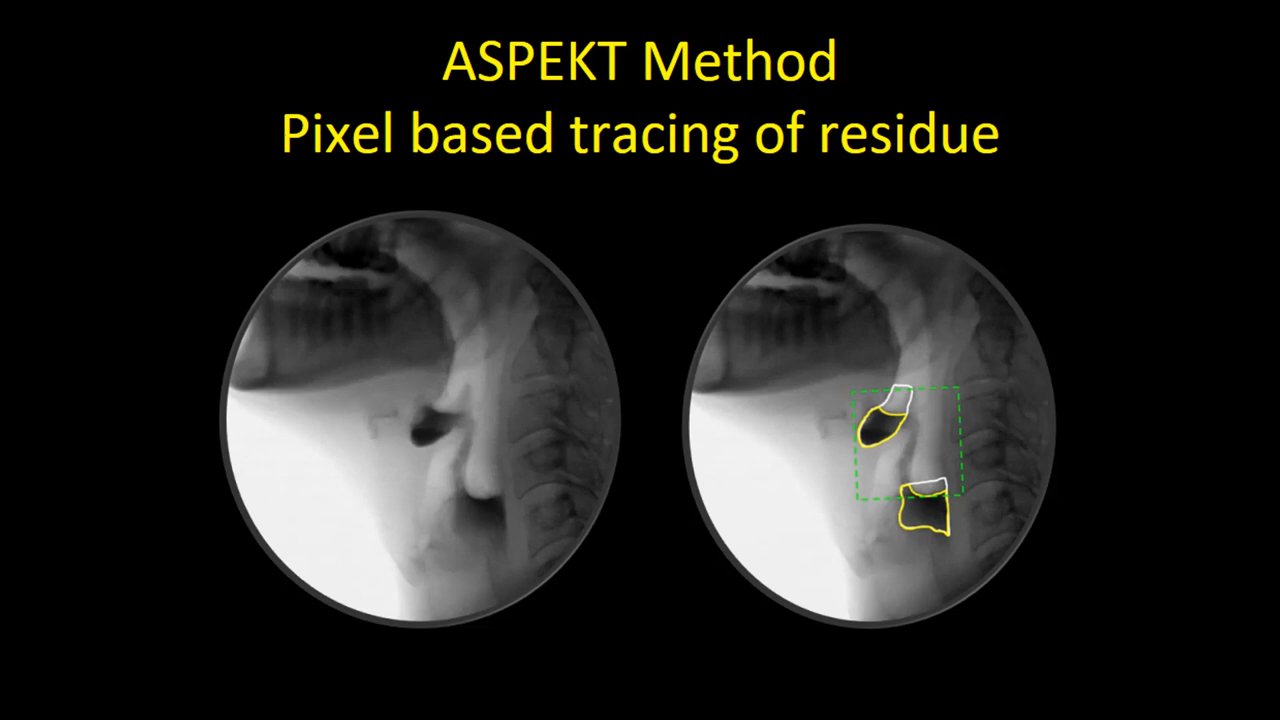 ASPEKT Method
Pixel based tracing of residue